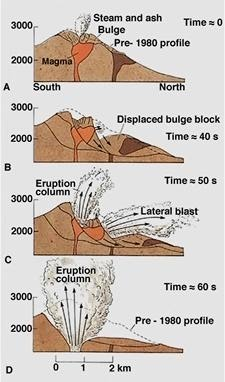 Steam and ash
Bulge
Time ≈ 0
3000
Pre- 1980 profile
2000
Magma
A
South
North
3000
Displaced bulge block
Time ≈ 40 s
2000
B
Eruption
column
Time ≈ 50 s
3000
Lateral blast
2000
C
Eruption
column
Time ≈ 60 s
3000
Pre - 1980 profile
2000
0 1 2 km
D